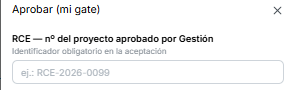 Aprobar (mi gate)
RCE — nº del proyecto aprobado por Gestión
Identificador obligatorio en la aceptación
ej.: RCE-2026-0099